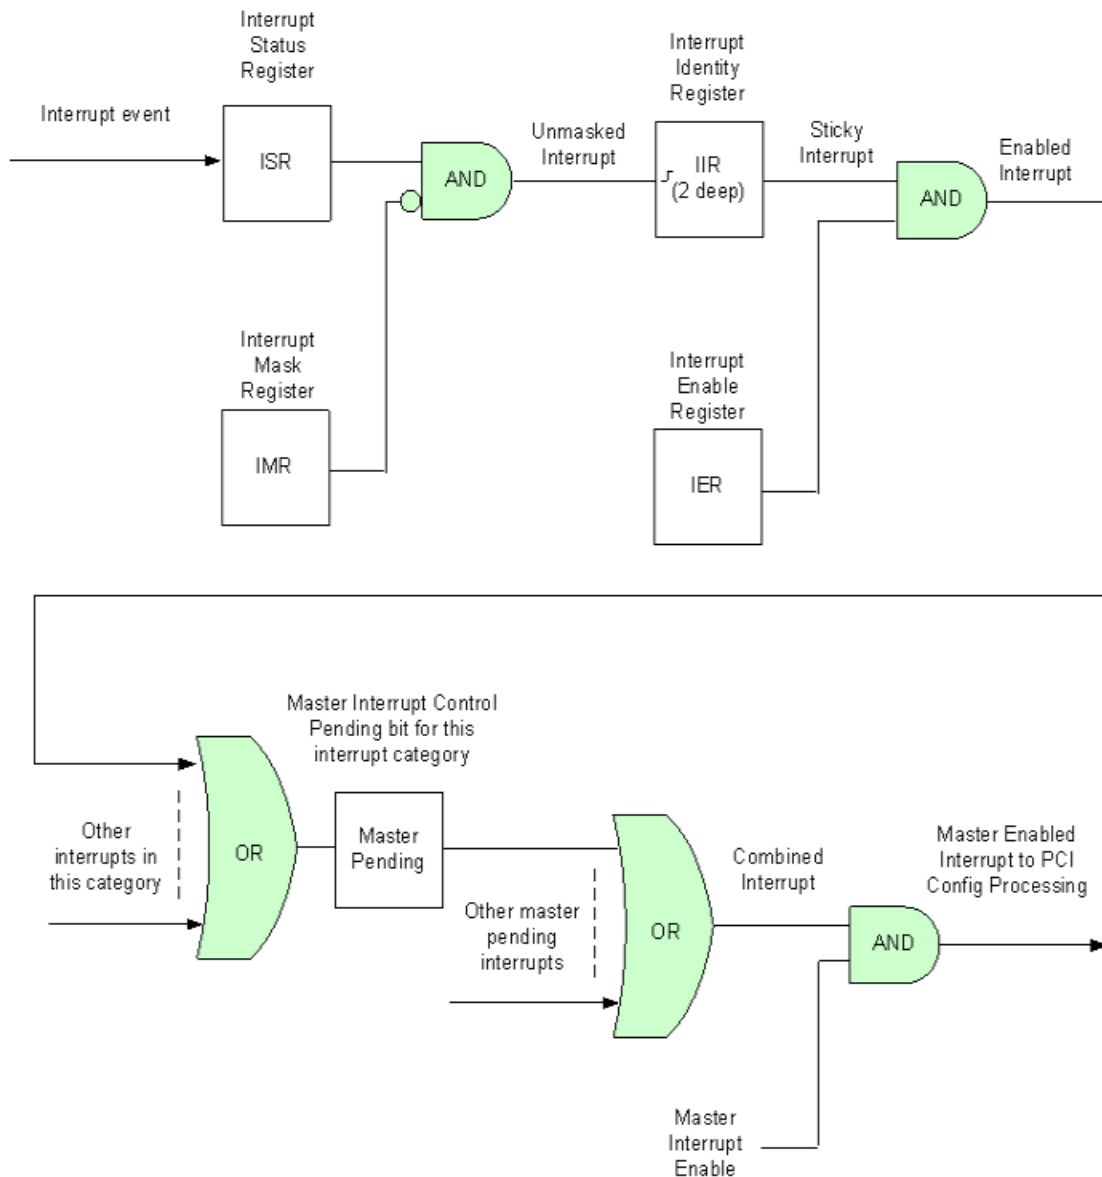 Interrupt
Status
Register
Interrupt event
ISR
AND
Unmasked
Interrupt
Interrupt
Identity
Register
IIR
(2 deep)
Sticky
Interrupt
AND
Enabled
Interrupt
Interrupt
Mask
Register
IMR
Interrupt
Enable
Register
IER
Master Interrupt Control
Pending bit for this
interrupt category
Other
interrupts in
this category
OR
Master
Pending
Other master
pending
interrupts
OR
Combined
Interrupt
AND
Master Enabled
Interrupt to PCI
Config Processing
Master
Interrupt
Enable